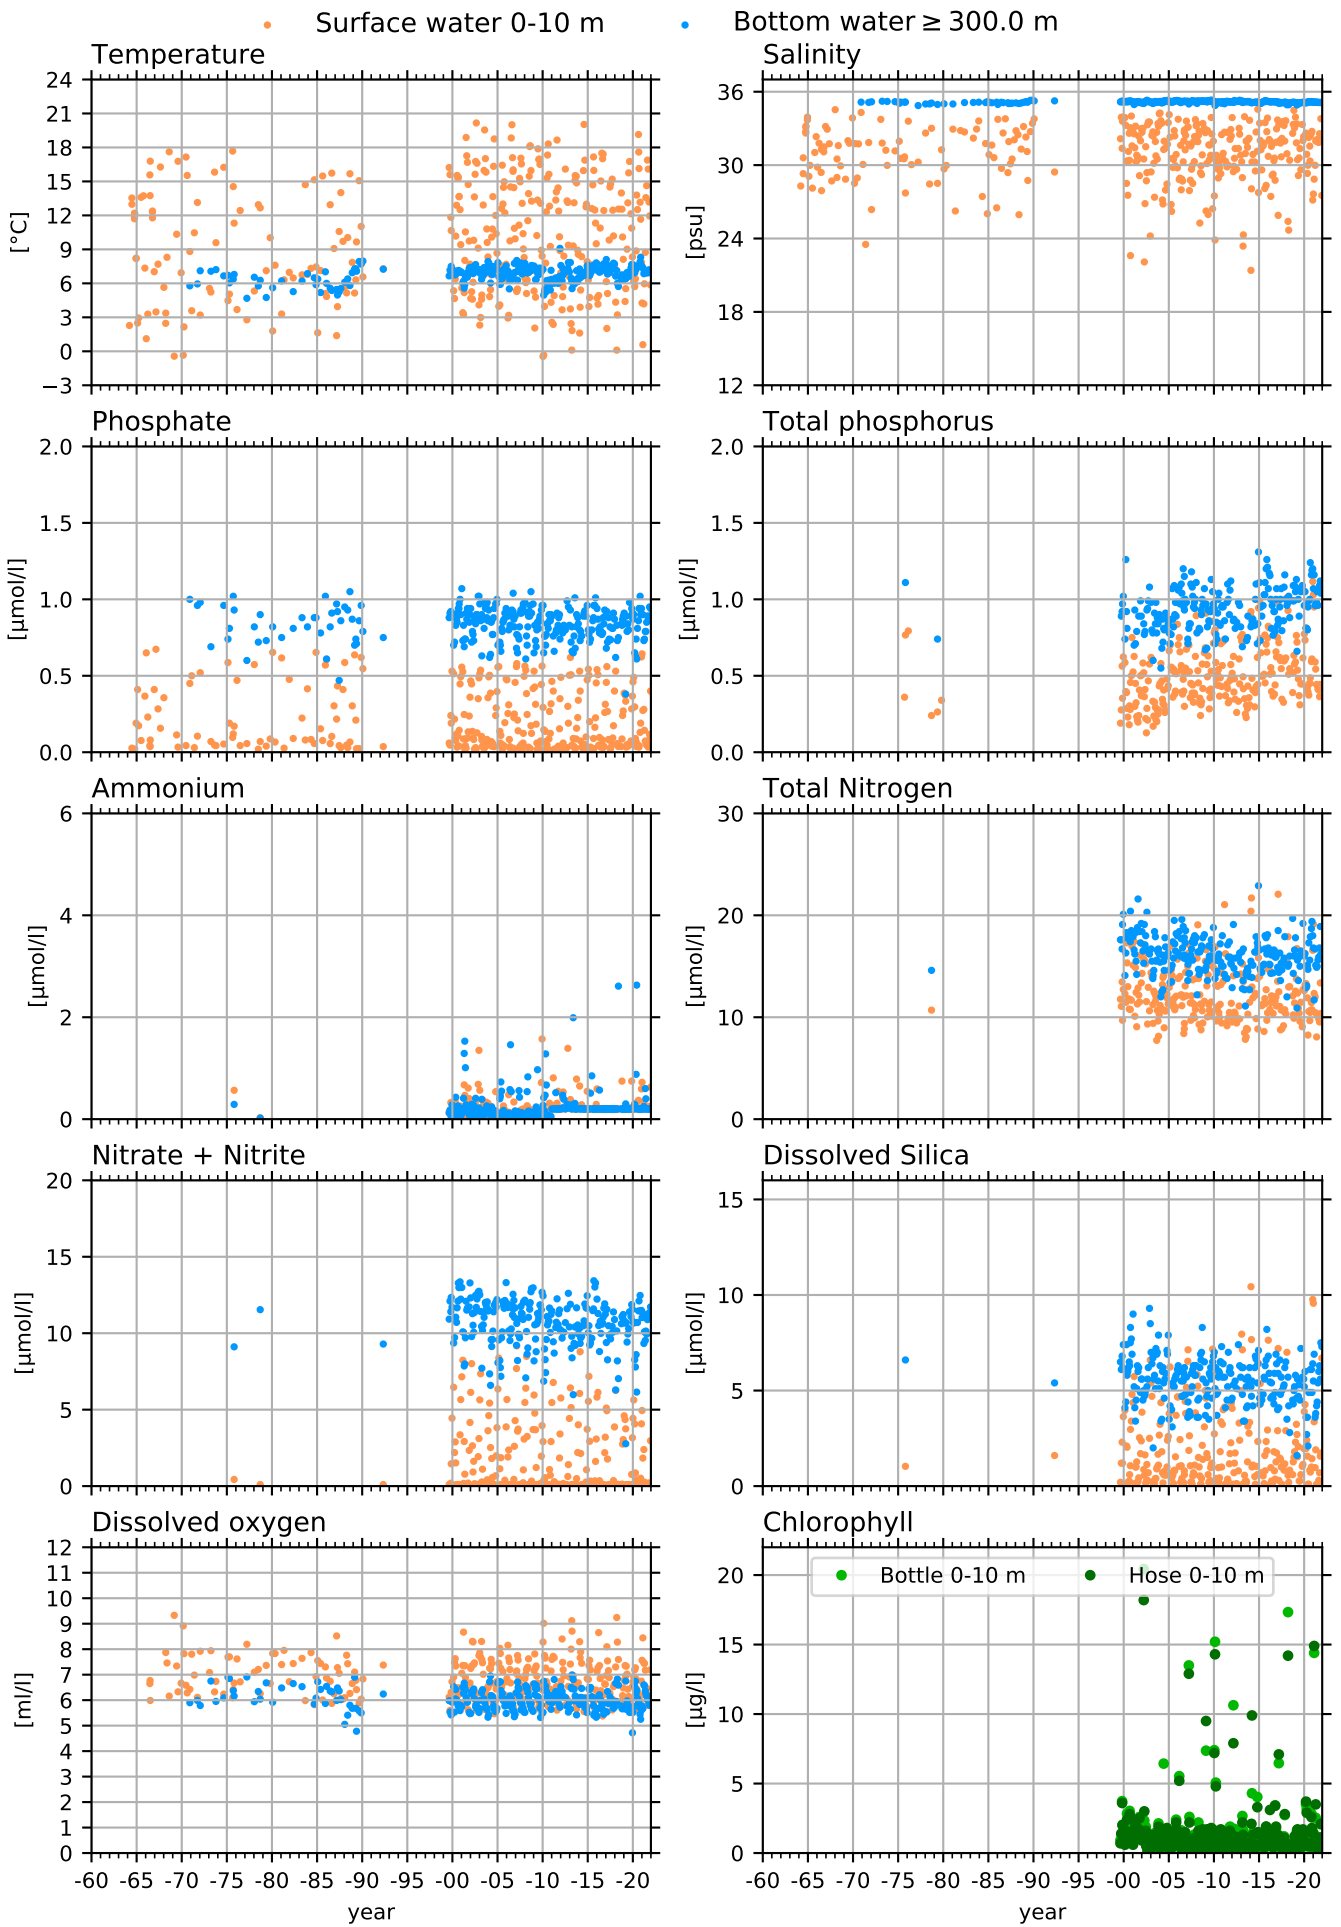 Surface water 0-10 m Bottom water ≥ 300.0 m
Temperature
24
21
18
15
12
9
6
3
0
−3
[°C]
Salinity
36
30
24
18
12
[psu]
Phosphate
2.0
1.5
1.0
0.5
0.0
[µmol/l]
Total phosphorus
2.0
1.5
1.0
0.5
0.0
[µmol/l]
Ammonium
6
4
2
0
[µmol/l]
Total Nitrogen
30
20
10
0
[µmol/l]
Nitrate + Nitrite
20
15
10
5
0
[µmol/l]
Dissolved Silica
15
10
5
0
[µmol/l]
Dissolved oxygen
12
11
10
9
8
7
6
5
4
3
2
1
0
[ml/l]
-60 -65 -70 -75 -80 -85 -90 -95 -00 -05 -10 -15 -20
year
Chlorophyll
Bottle 0-10 m Hose 0-10 m
20
15
10
5
0
[µg/l]
-60 -65 -70 -75 -80 -85 -90 -95 -00 -05 -10 -15 -20
year